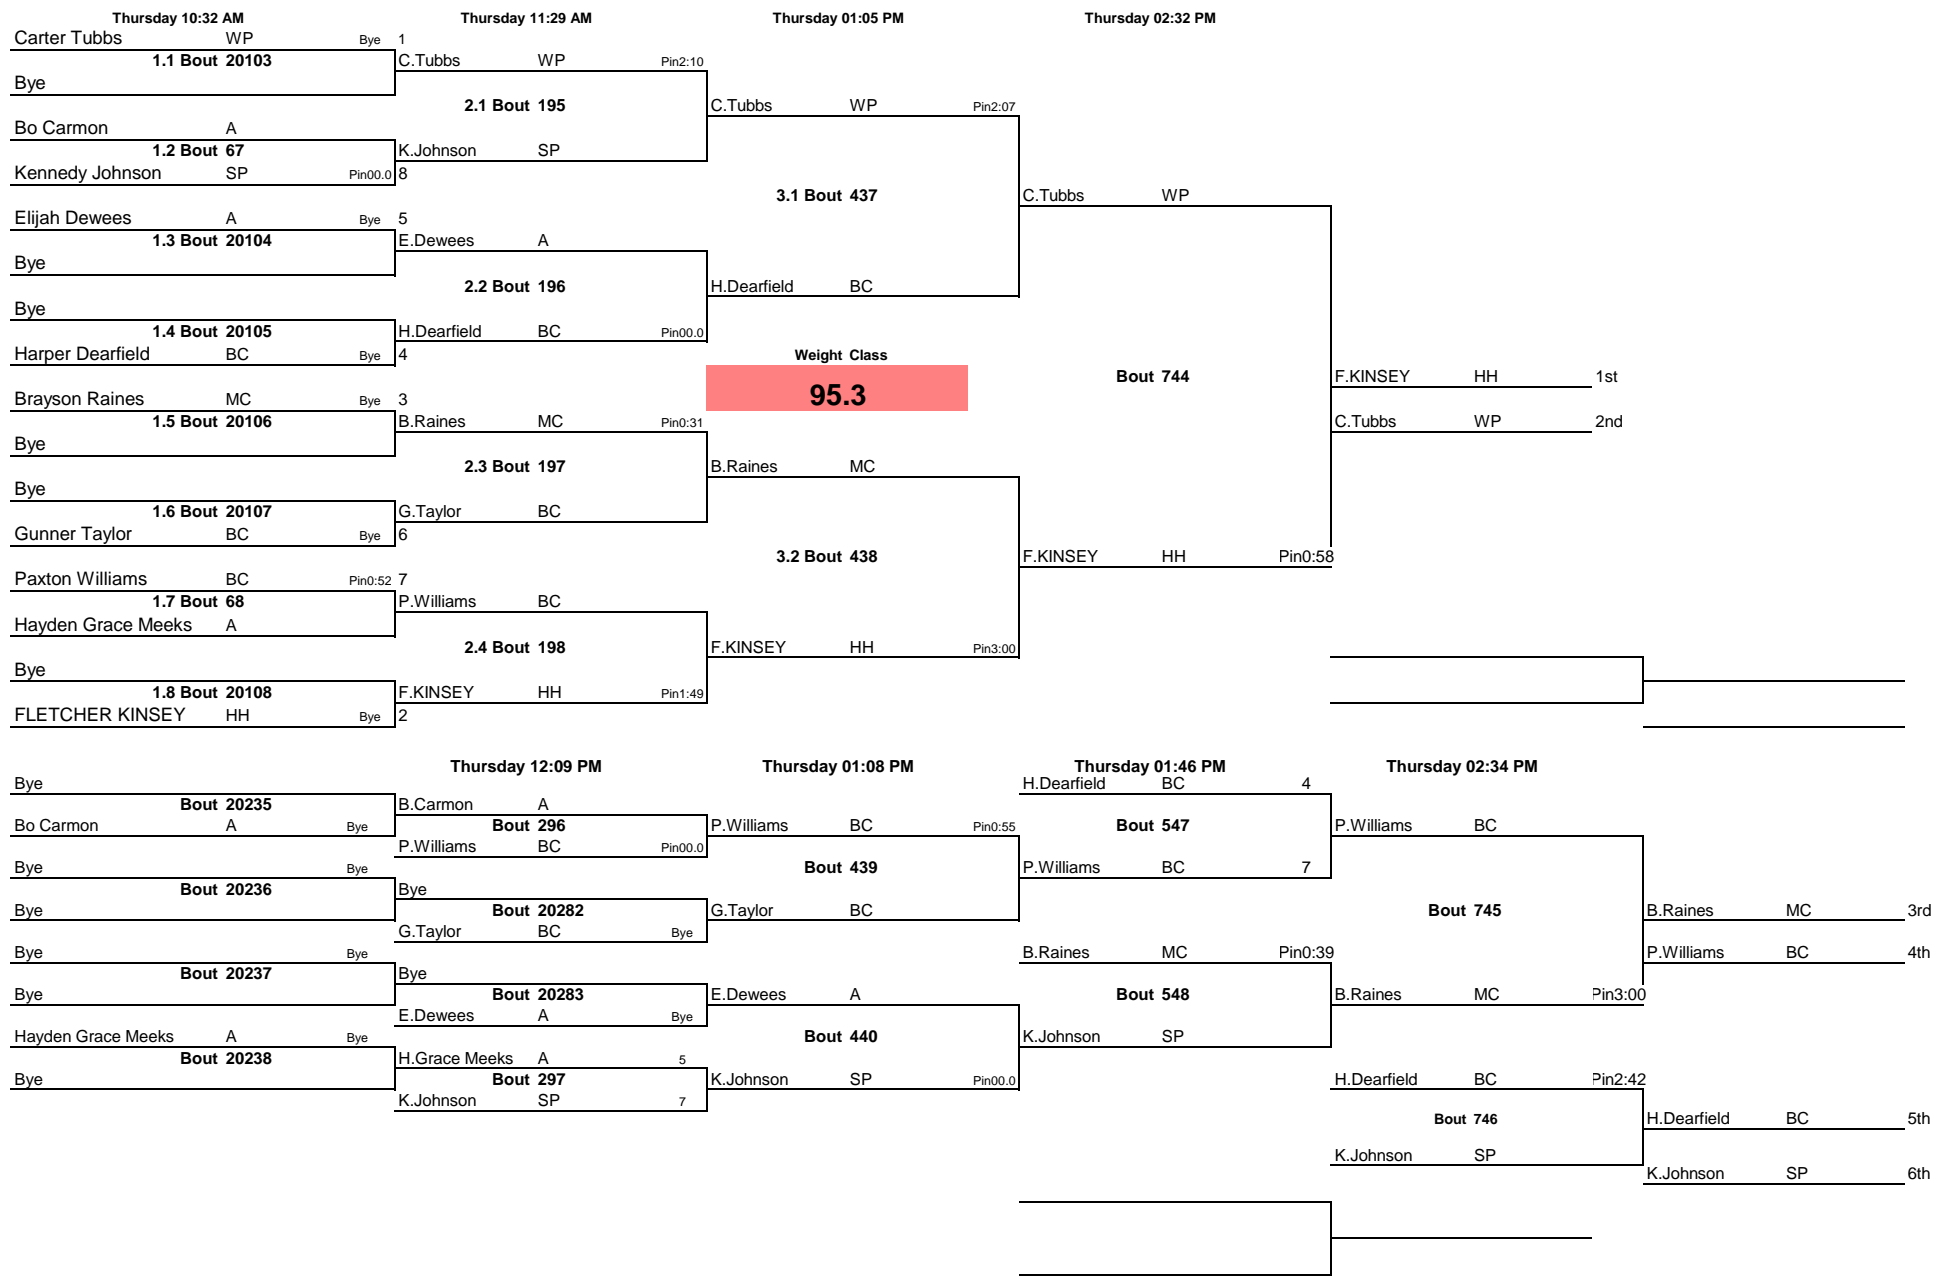 Thursday 10:32 AM Thursday 11:29 AM Thursday 01:05 PM Thursday 02:32 PM
Carter Tubbs WP Bye 1
1.1 Bout 20103 C.Tubbs WP Pin2:10
Bye
2.1 Bout 195 C.Tubbs WP Pin2:07
Bo Carmon A
1.2 Bout 67 K.Johnson SP
Kennedy Johnson SP Pin00.0 8
3.1 Bout 437 C.Tubbs WP
Elijah Dewees A Bye 5
1.3 Bout 20104 E.Dewees A
Bye
2.2 Bout 196 H.Dearfield BC
Bye
1.4 Bout 20105 H.Dearfield BC Pin00.0
Harper Dearfield BC Bye 4 Weight Class
Bout 744 F.KINSEY HH 1st
Brayson Raines MC Bye 3 95.3
1.5 Bout 20106 B.Raines MC Pin0:31 C.Tubbs WP 2nd
Bye
2.3 Bout 197 B.Raines MC
Bye
1.6 Bout 20107 G.Taylor BC
Gunner Taylor BC Bye 6
3.2 Bout 438 F.KINSEY HH Pin0:58
Paxton Williams BC Pin0:52 7
1.7 Bout 68 P.Williams BC
Hayden Grace Meeks A
2.4 Bout 198 F.KINSEY HH Pin3:00
Bye
1.8 Bout 20108 F.KINSEY HH Pin1:49
FLETCHER KINSEY HH Bye 2
Thursday 12:09 PM Thursday 01:08 PM Thursday 01:46 PM Thursday 02:34 PM
Bye H.Dearfield BC 4
Bout 20235 B.Carmon A
Bo Carmon A Bye Bout 296 P.Williams BC Pin0:55 Bout 547 P.Williams BC
P.Williams BC Pin00.0
Bye Bye Bout 439 P.Williams BC 7
Bout 20236 Bye
Bye Bout 20282 G.Taylor BC Bout 745 B.Raines MC 3rd
G.Taylor BC Bye
Bye Bye B.Raines MC Pin0:39 P.Williams BC 4th
Bout 20237 Bye
Bye Bout 20283 E.Dewees A Bout 548 B.Raines MC Pin3:00
E.Dewees A Bye
Hayden Grace Meeks A Bye Bout 440 K.Johnson SP
Bout 20238 H.Grace Meeks A 5
Bye Bout 297 K.Johnson SP Pin00.0 H.Dearfield BC Pin2:42
K.Johnson SP 7
Bout 746 H.Dearfield BC 5th
K.Johnson SP
K.Johnson SP 6th